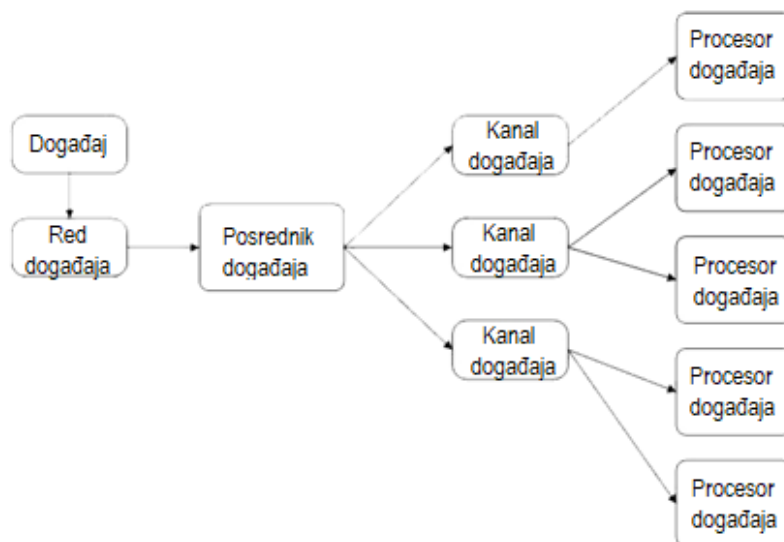 Događaj
Red
događaja
Posrednik
događaja
Kanal
događaja
Kanal
događaja
Kanal
događaja
Procesor
događaja
Procesor
događaja
Procesor
događaja
Procesor
događaja
Procesor
događaja